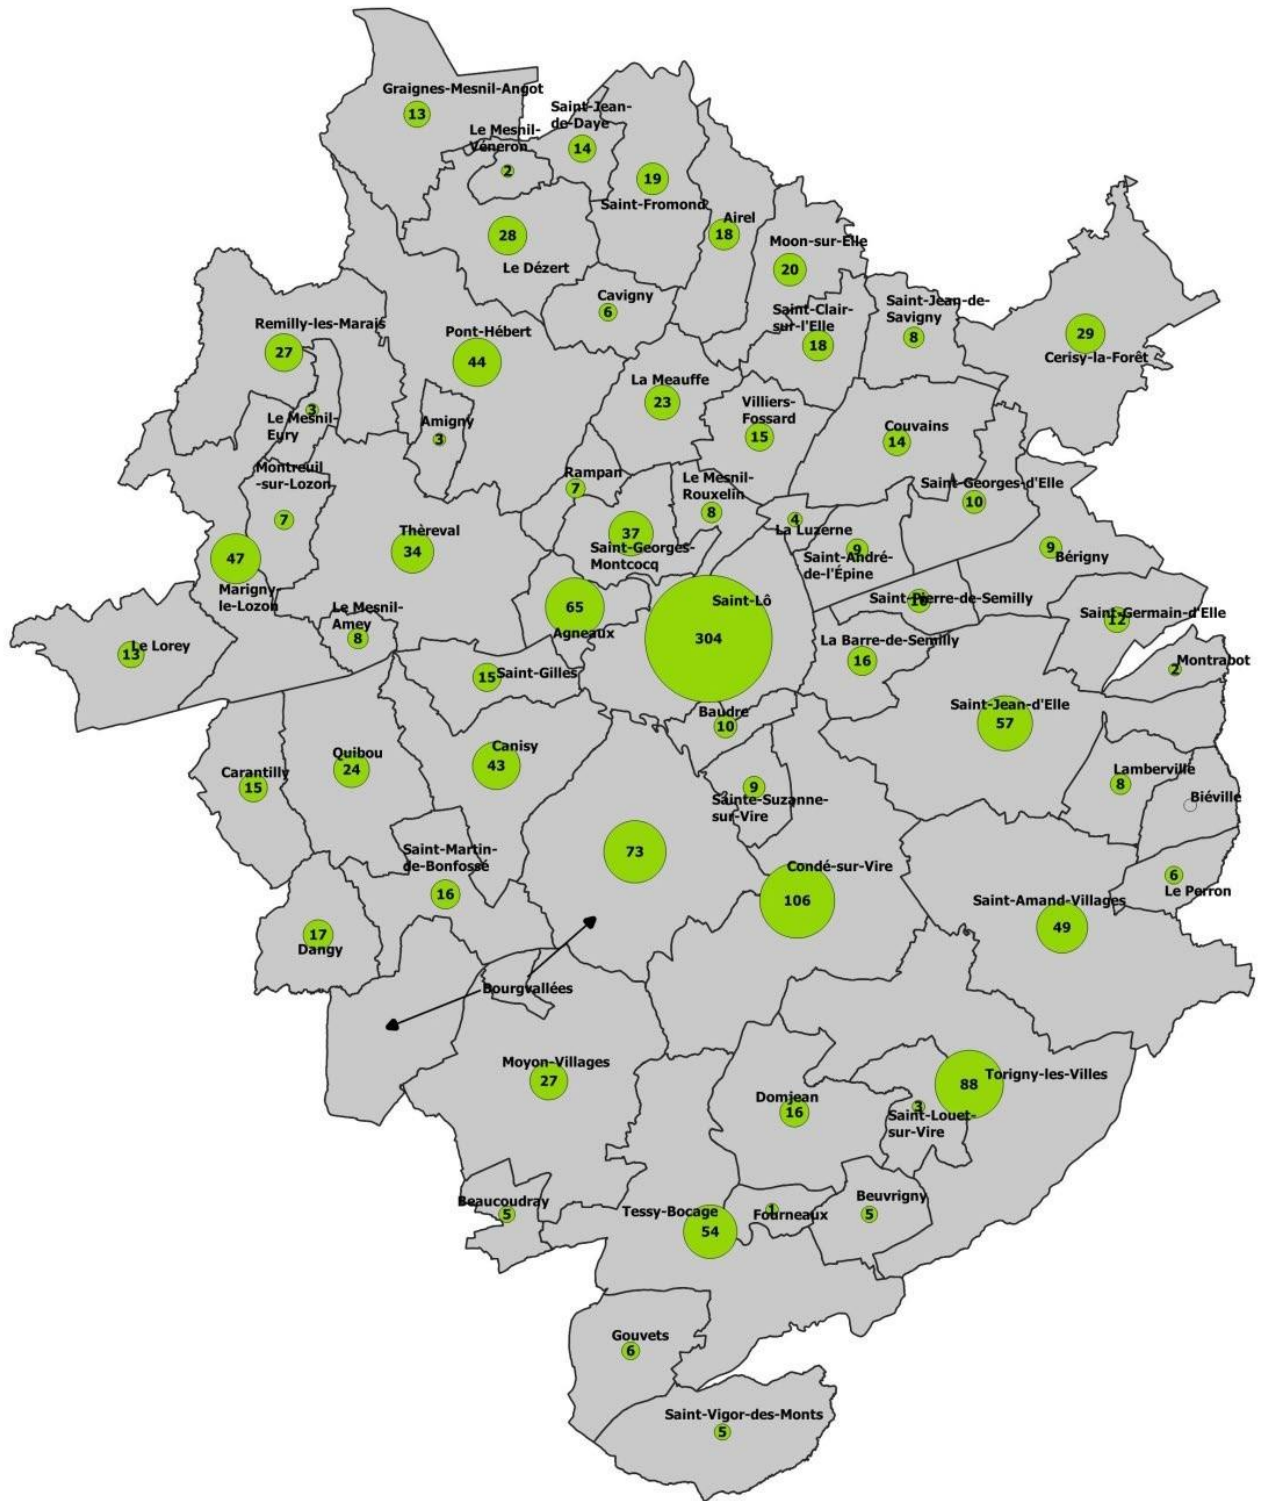 Graignes-Mesnil-Angot
13
Saint-Jean-
de-Daye
14
Le Mesnil-
Véneron
2
19
Saint-Fromond
Airel
18
28
Le Dézert
Moon-sur-Elle
20
Cavigny
6
Saint-Clair-
sur-l'Elle
18
Saint-Jean-de-
Savigny
8
29
Cerisy-la-Forêt
Remilly-les-Marais
27
Pont-Hébert
44
La Meauffe
23
Villiers-
Fossard
15
3
Le Mesnil-
Eury
Amigny
3
Couvains
14
Montreuil
-sur-Lozon
7
Rampan
7
Le Mesnil-
Rouxelin
8
Saint-Georges-d'Elle
10
4
La Luzerne
Thèreval
34
37
Saint-Georges-
Montcocq
9
Saint-André-
de-l'Épine
9
Bérigny
47
Marigny-
le-Lozon
65
Agneaux
Saint-Lô
304
Saint-Pierre-de-Semilly
10
Saint-Germain-d'Elle
12
Le Mesnil-
Amey
8
Le Lorey
13
La Barre-de-Semilly
16
Montrabot
2
15
Saint-Gilles
Baudre
10
Saint-Jean-d'Elle
57
Canisy
43
Quibou
24
Carantilly
15
9
Sainte-Suzanne-
sur-Vire
Lamberville
8
Biéville
Saint-Martin-
de-Bonfossé
16
73
Condé-sur-Vire
106
6
Le Perron
Saint-Amand-Villages
49
17
Dangy
Bourgvallées
Moyon-Villages
27
Domjean
16
88
Torigny-les-Villes
3
Saint-Louet-
sur-Vire
Beaucoudray
5
Tessy-Bocage
54
1
Fourneaux
Beuvrigny
5
Gouvets
6
Saint-Vigor-des-Monts
5